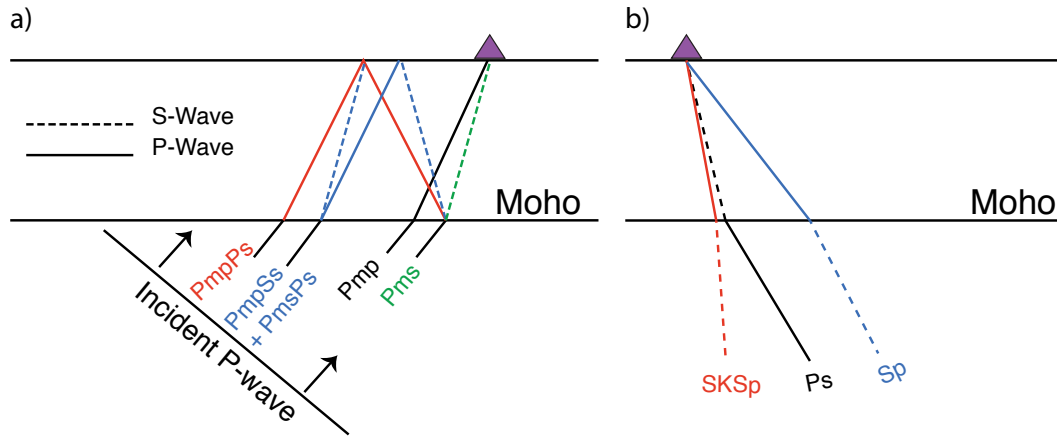 a)
b)
S-Wave
P-Wave
Moho
Moho
PmpPs
PmpSs
+ PmsPs
Pmp
Pms
Incident P-wave
SKSp
Ps
Sp